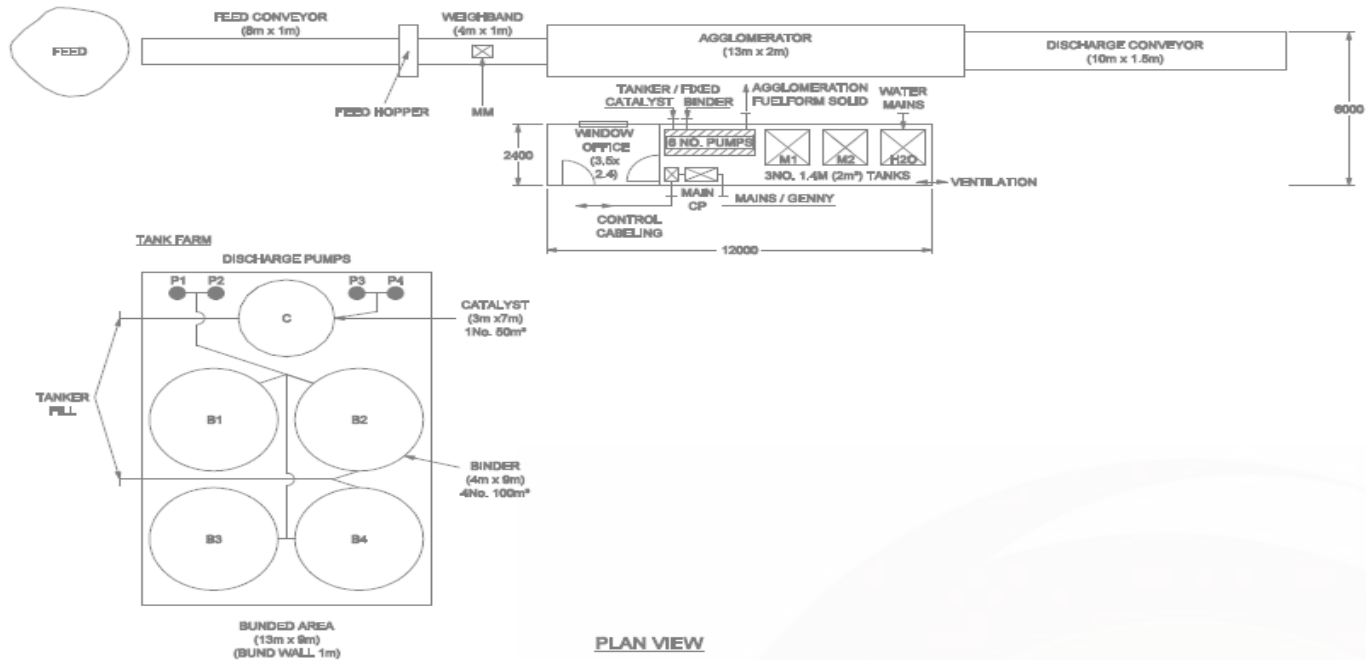 FEED
FEED CONVEYOR
(8m x 1m)
FEED HOPPER
WEIGHBAND
(4m x 1m)
MM
AGGLOMERATOR
(13m x 2m)
DISCHARGE CONVEYOR
(10m x 1.5m)
6000
TANKER / FIXED
CATALYST BINDER
AGGLOMERATION
FUELFORM SOLID
WATER
MAINS
2400
WINDOW
OFFICE
(3.5x
2.4)
6 NO. PUMPS
M1
M2
H2O
3NO. 1.4M (2m³) TANKS
VENTILATION
MAIN
CP
MAINS / GENNY
CONTROL
CABELING
12000
TANK FARM
DISCHARGE PUMPS
P1
P2
P3
P4
C
CATALYST
(3m x7m)
1No. 50m³
TANKER
FILL
B1
B2
BINDER
(4m x 9m)
4No. 100m³
B3
B4
BUNDED AREA
(13m x 9m)
(BUND WALL 1m)
PLAN VIEW